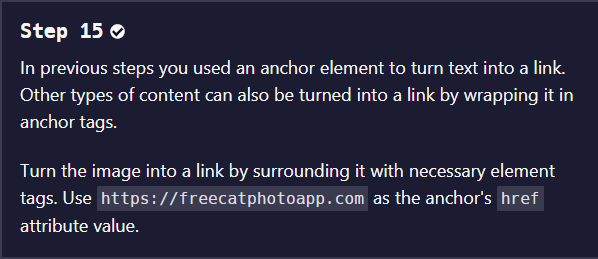 Step 15
In previous steps you used an anchor element to turn text into a link.
Other types of content can also be turned into a link by wrapping it in
anchor tags.
Turn the image into a link by surrounding it with necessary element
tags. Use https://freecatphotoapp.com as the anchor's href
attribute value.